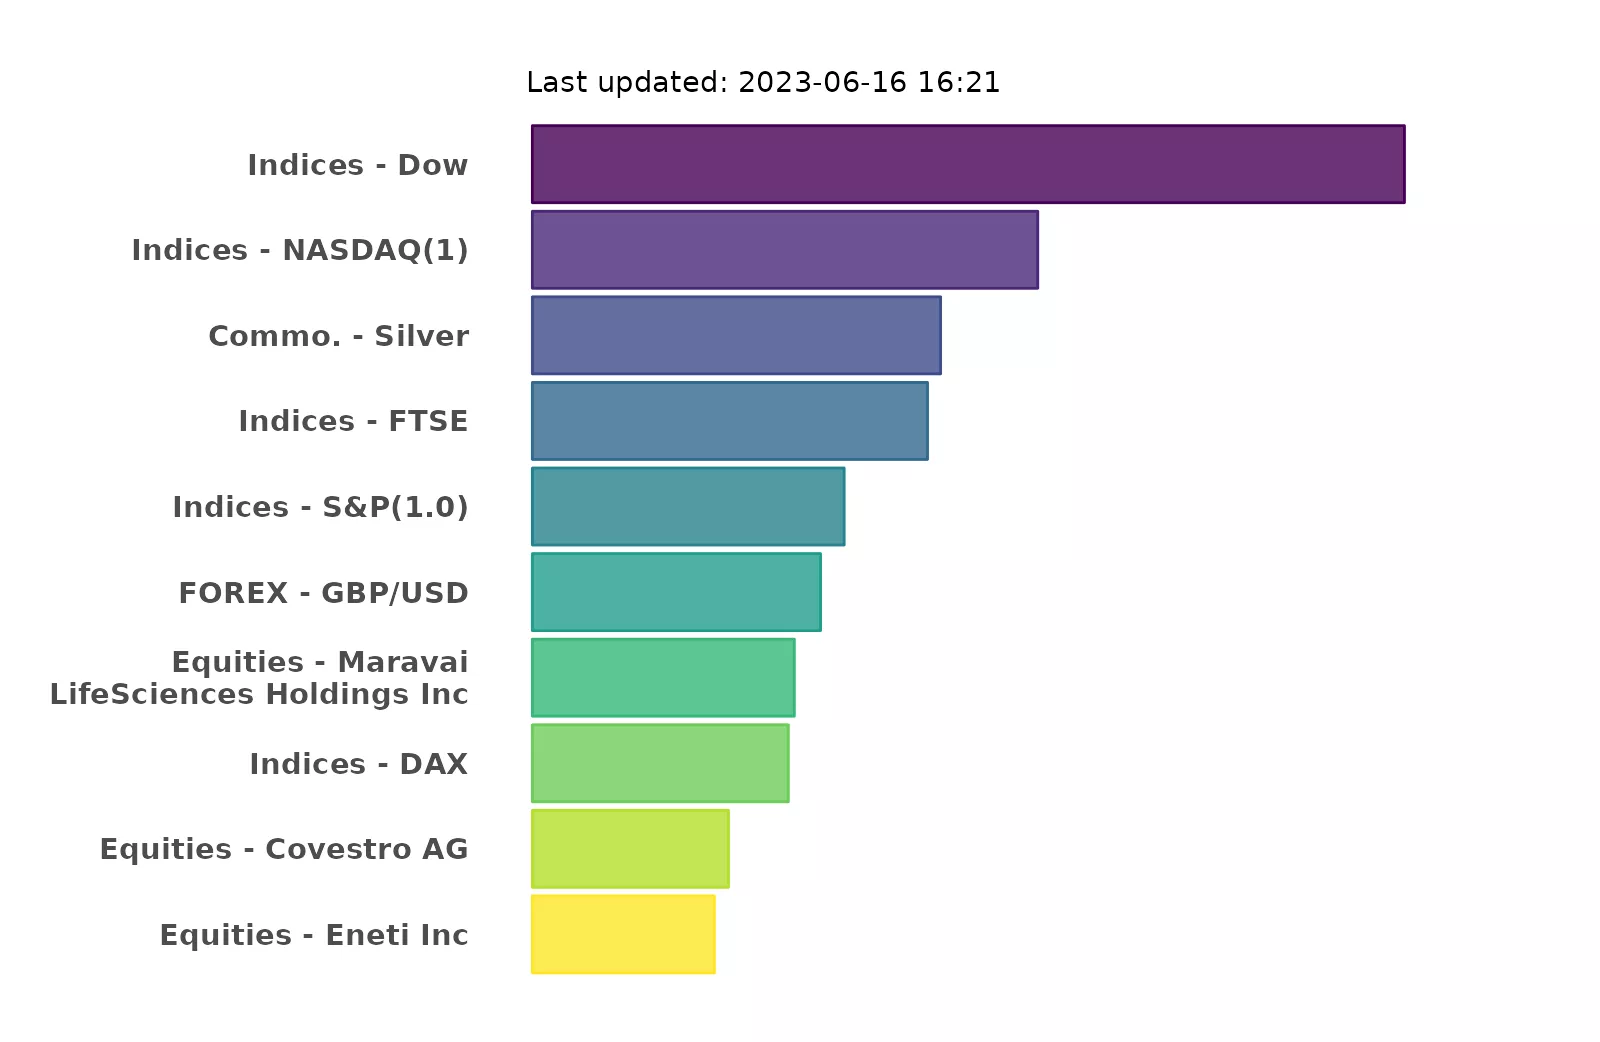 Last updated: 2023-06-16 16:21
Indices - Dow
Indices - NASDAQ(1)
Commo. - Silver
Indices - FTSE
Indices - S&P(1.0)
FOREX - GBP/USD
Equities - Maravai
LifeSciences Holdings Inc
Indices - DAX
Equities - Covestro AG
Equities - Eneti Inc